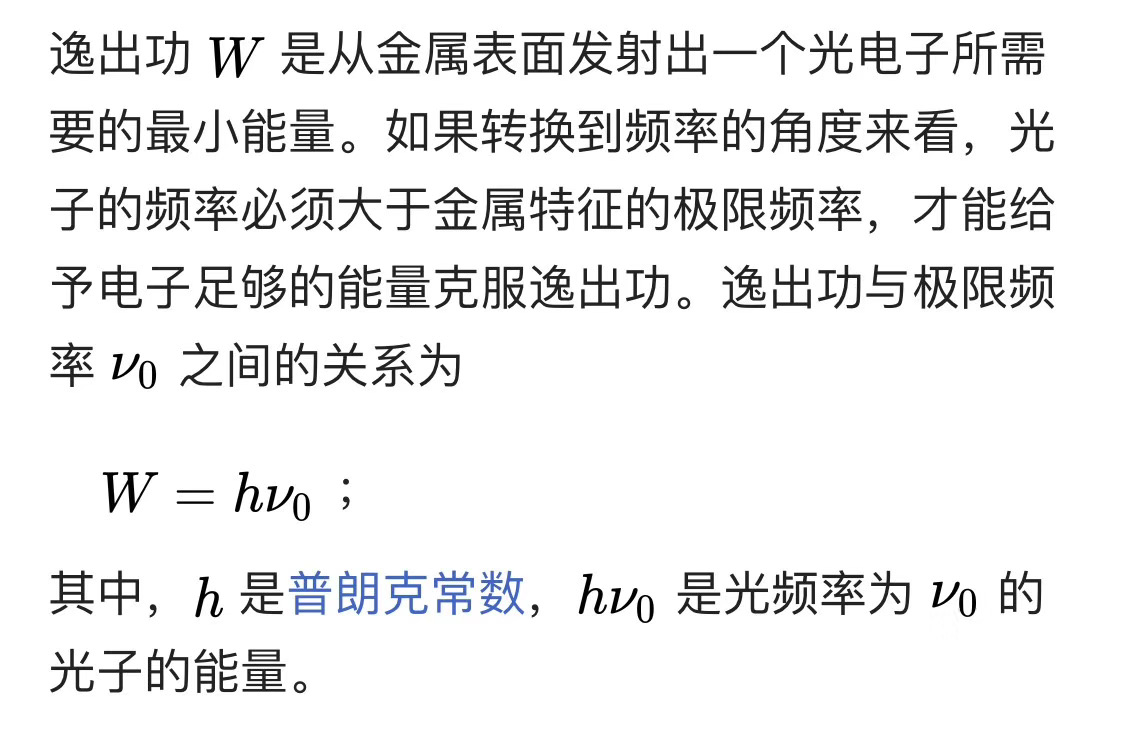 逸出功 W 是从金属表面发射出一个光电子所需
要的最小能量。如果转换到频率的角度来看，光
子的频率必须大于金属特征的极限频率，才能给
予电子足够的能量克服逸出功。逸出功与极限频
率 ν₀ 之间的关系为
W = hν₀ ；
其中，h 是普朗克常数，hν₀ 是光频率为 ν₀ 的
光子的能量。